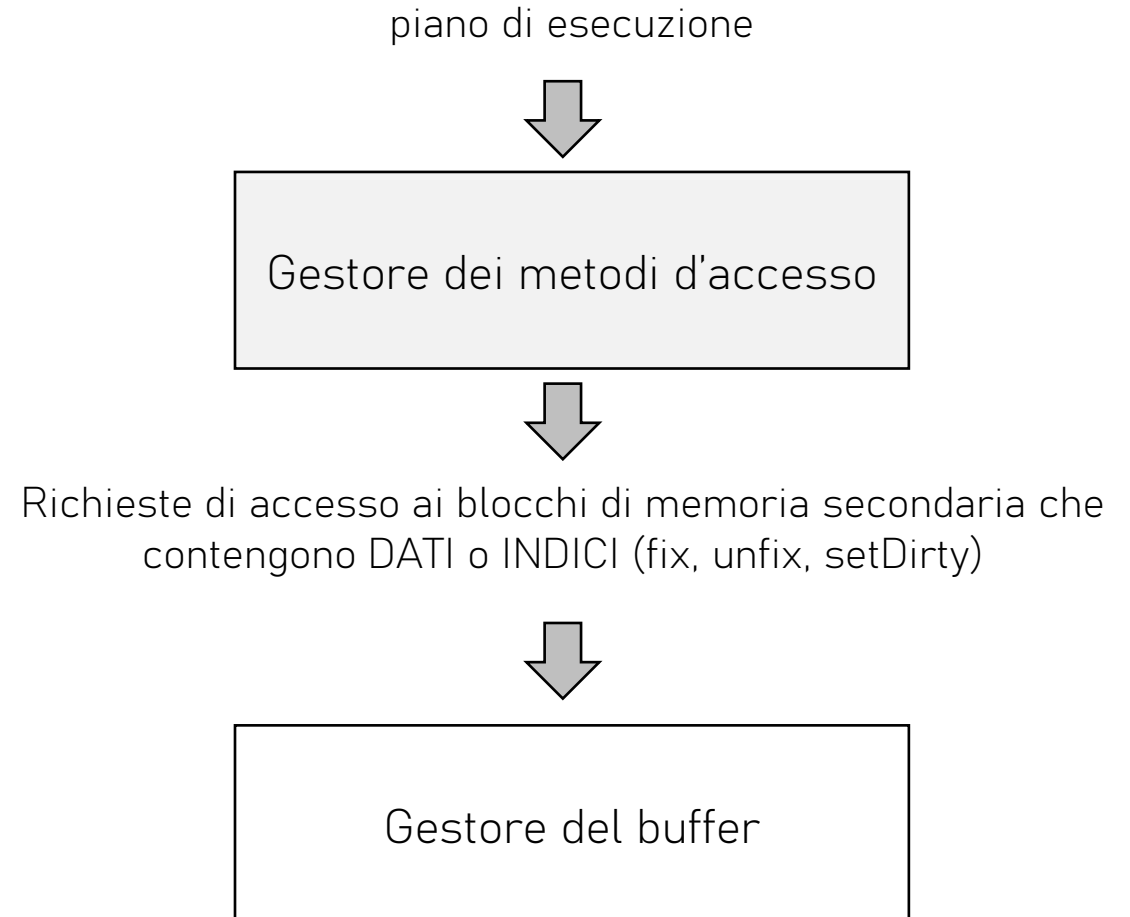 piano di esecuzione
Gestore dei metodi d'accesso
Richieste di accesso ai blocchi di memoria secondaria che
contengono DATI o INDICI (fix, unfix, setDirty)
Gestore del buffer